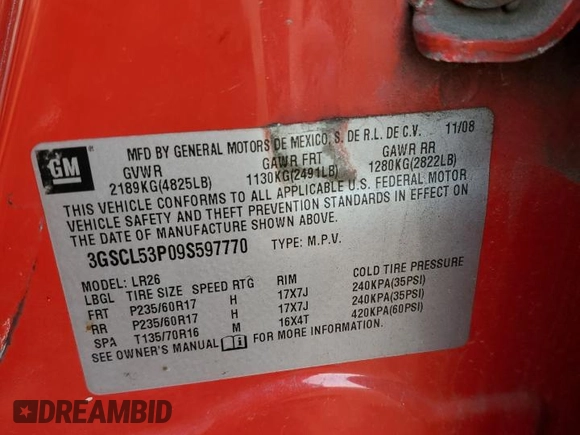 GM
MFD BY GENERAL MOTORS DE MEXICO, S. DE R.L. DE C.V. 11/08
GVWR GAWR FRT GAWR RR
2189KG(4825LB) 1130KG(2491LB) 1280KG(2822LB)
THIS VEHICLE CONFORMS TO ALL APPLICABLE U.S. FEDERAL MOTOR
VEHICLE SAFETY AND THEFT PREVENTION STANDARDS IN EFFECT ON
THE DATE OF MANUFACTURE SHOWN ABOVE.
3GSCL53P09S597770 TYPE: M.P.V.
MODEL: LR26
LBGL TIRE SIZE SPEED RTG RIM COLD TIRE PRESSURE
FRT P235/60R17 H 17X7J 240KPA(35PSI)
RR P235/60R17 H 17X7J 240KPA(35PSI)
SPA T135/70R16 M 16X4T 420KPA(60PSI)
SEE OWNER'S MANUAL FOR MORE INFORMATION.
DREAMBID